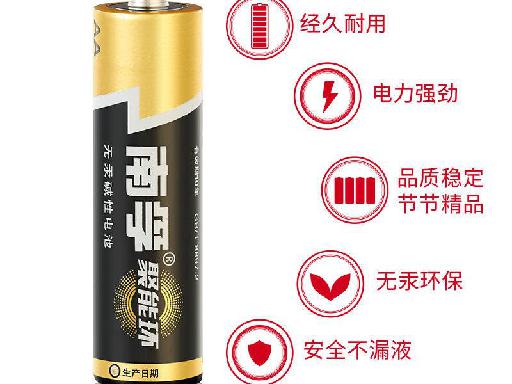 经久耐用
电力强劲
品质稳定
节节精品
无汞环保
安全不漏液
AA
南孚®
聚能环
无汞碱性电池
生产日期